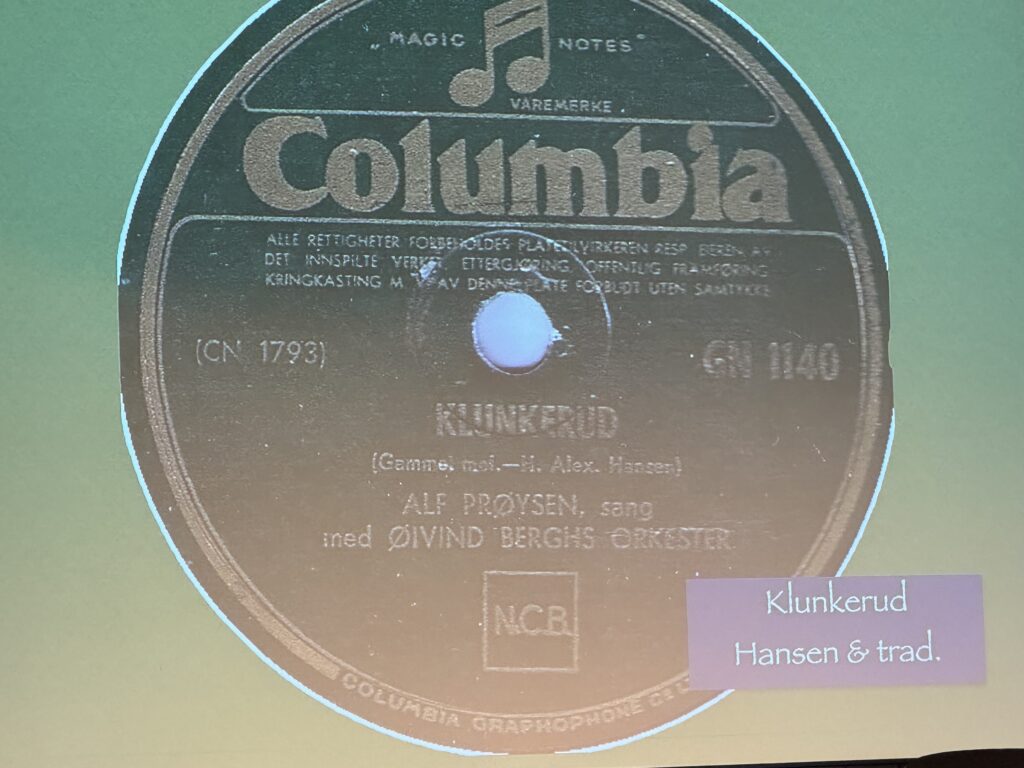 „MAGIC NOTES"
VAREMERKE
Columbia
ALLE RETTIGHETER FORBEHOLDES PLATETILVIRKEREN RESP. EIEREN AV
DET INNSPILTE VERKET ETTERGJØRING, OFFENTLIG FRAMFØRING
KRINGKASTING M V AV DENNE PLATE FORBUDT UTEN SAMTYKKE
(CN 1793)
GN 1140
KLUNKERUD
(Gammel mel.—H. Alex. Hansen)
ALF PRØYSEN, sang
med ØIVIND BERGHS ORKESTER
N.C.B.
COLUMBIA GRAPHOPHONE
Klunkerud
Hansen & trad.